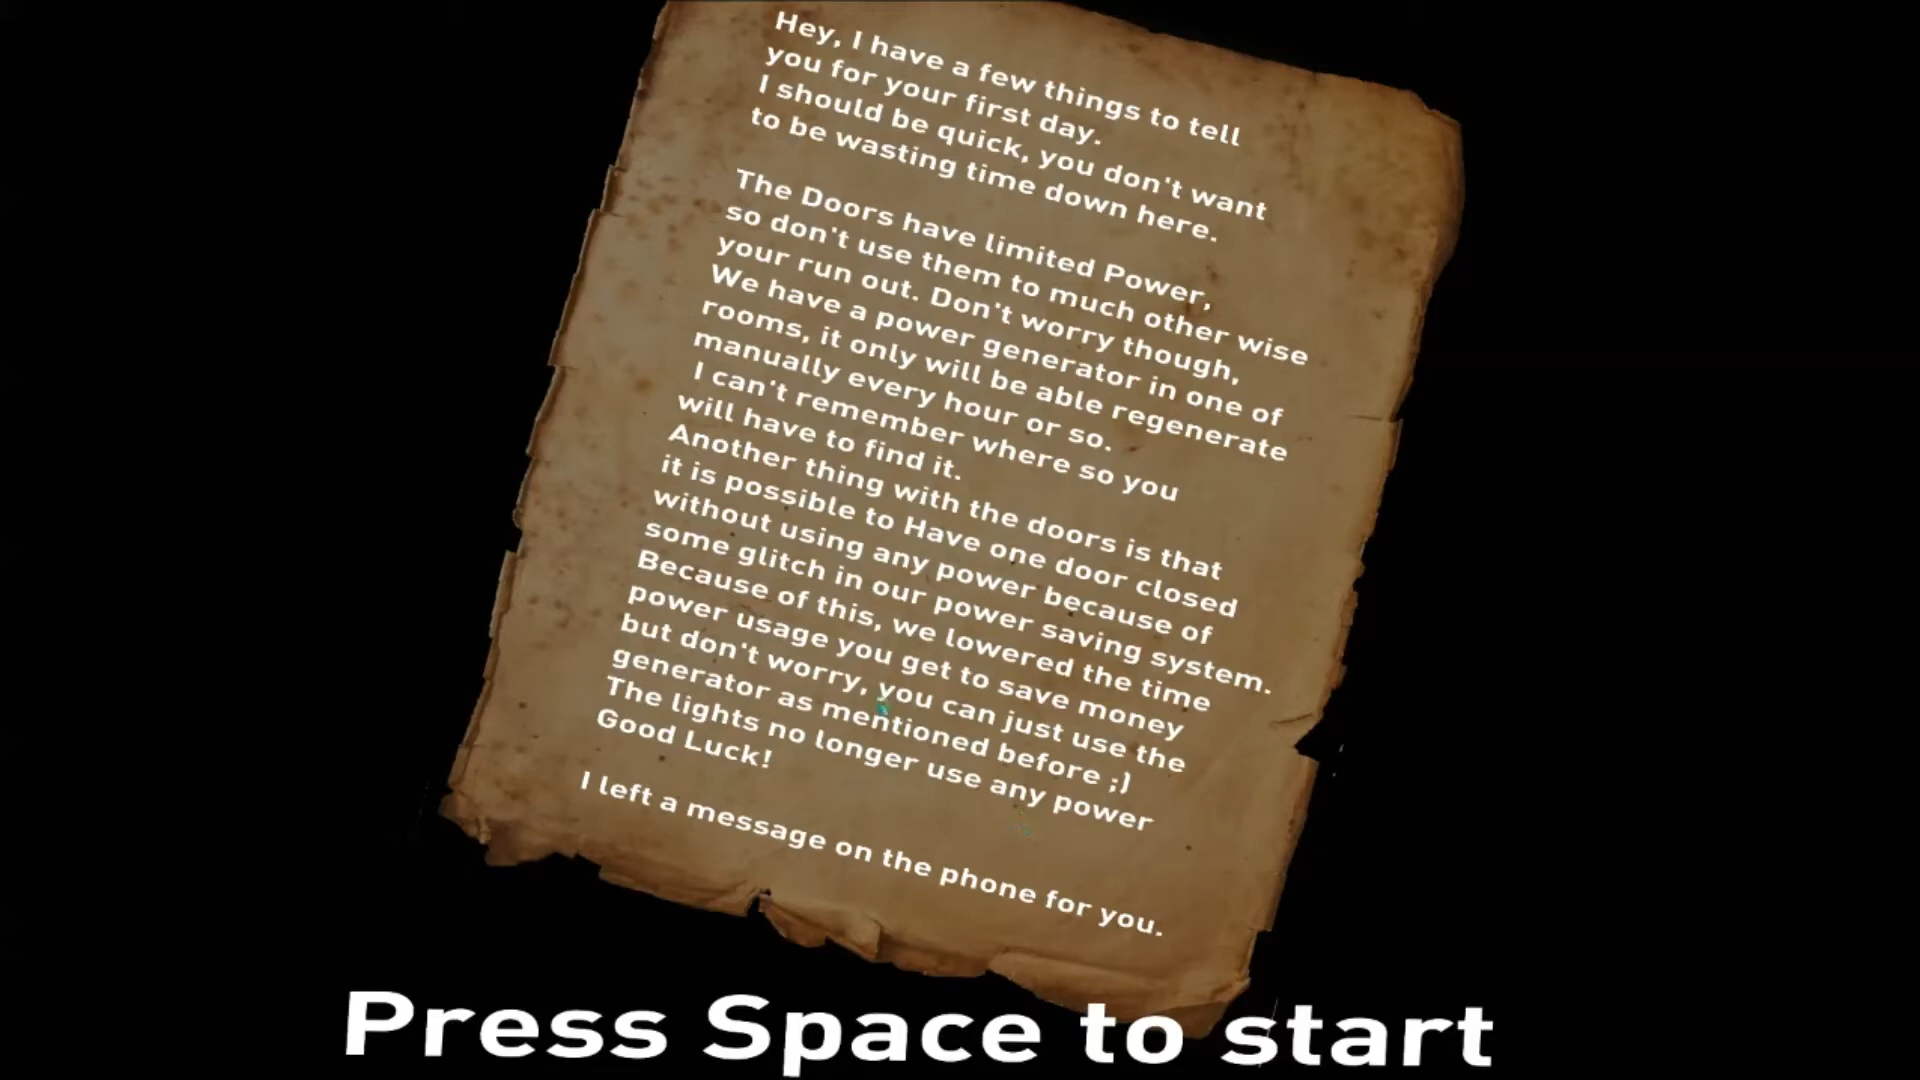 Hey, I have a few things to tell
you for your first day.
I should be quick, you don't want
to be wasting time down here.
The Doors have limited Power,
so don't use them to much other wise
your run out. Don't worry though,
We have a power generator in one of
rooms, it only will be able regenerate
manually every hour or so.
I can't remember where so you
will have to find it.
Another thing with the doors is that
it is possible to Have one door closed
without using any power because of
some glitch in our power saving system.
Because of this, we lowered the time
power usage you get to save money
but don't worry, you can just use the
generator as mentioned before ;)
The lights no longer use any power
Good Luck!
I left a message on the phone for you.
Press Space to start